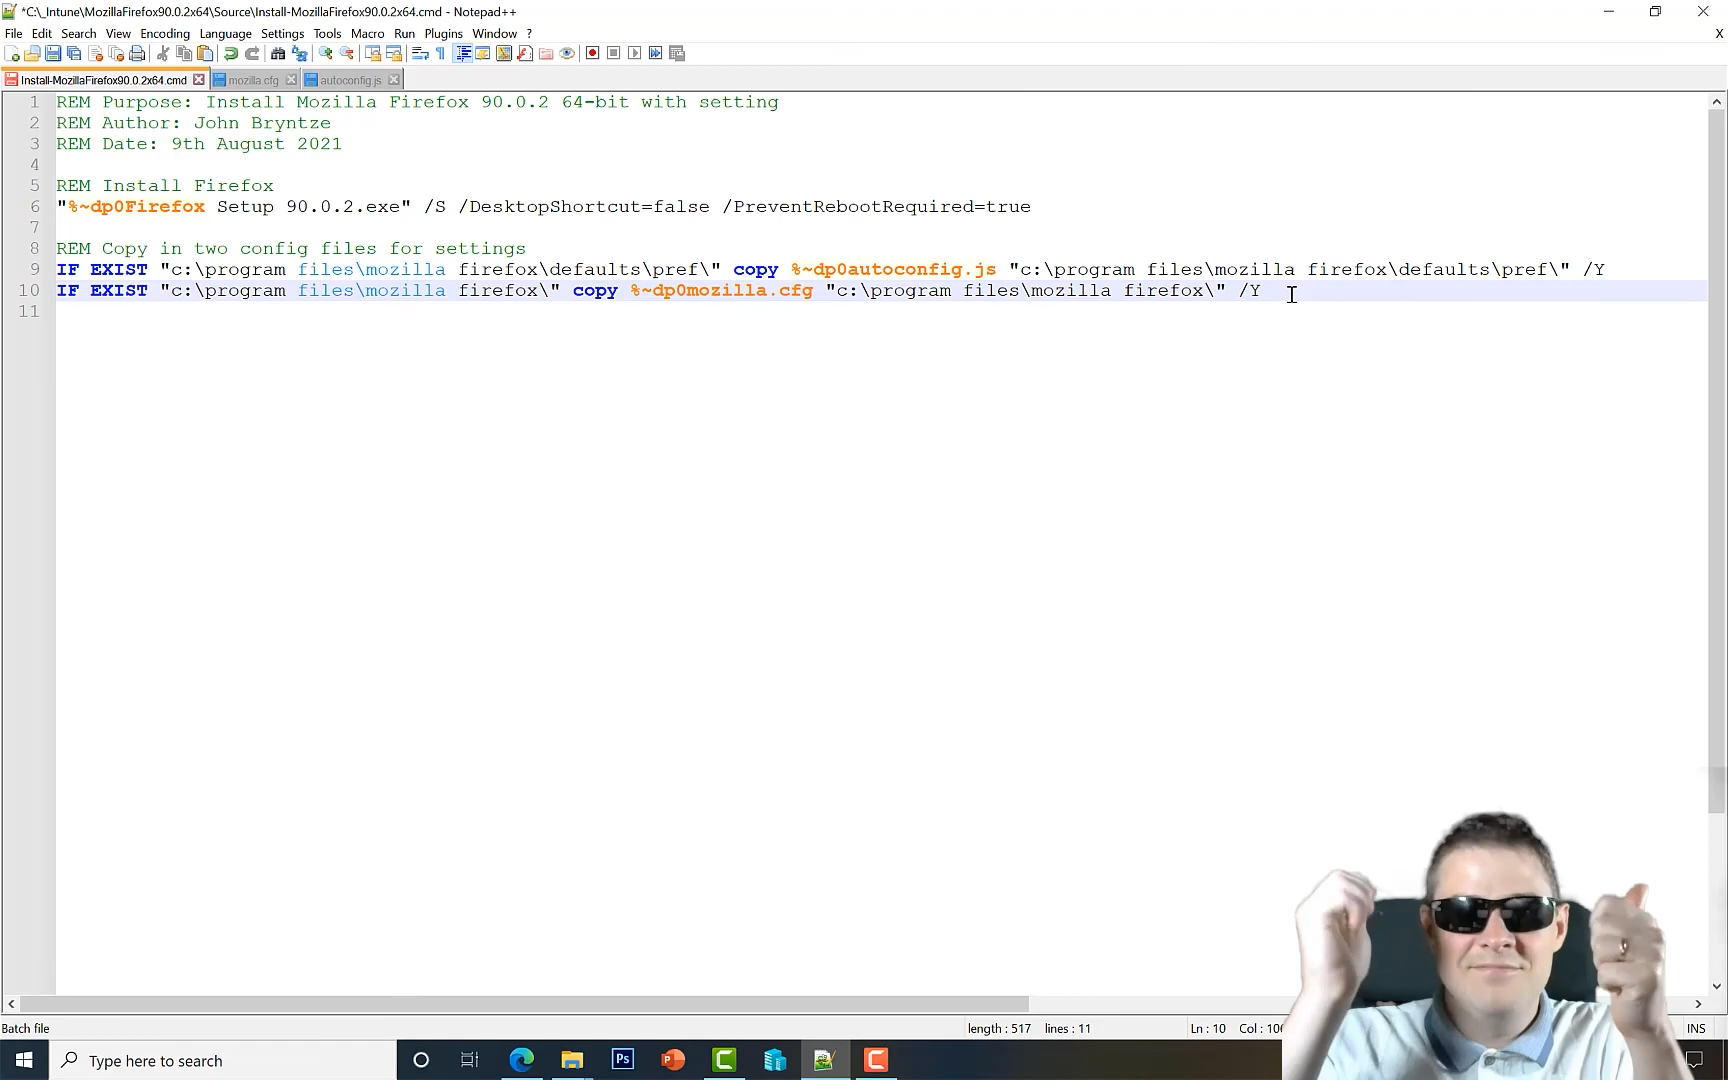 *C:\_Intune\MozillaFirefox90.0.2x64\Source\Install-MozillaFirefox90.0.2x64.cmd - Notepad++
File Edit Search View Encoding Language Settings Tools Macro Run Plugins Window ? X
Install-MozillaFirefox90.0.2x64.cmd mozilla.cfg autoconfig.js
1 REM Purpose: Install Mozilla Firefox 90.0.2 64-bit with setting
2 REM Author: John Bryntze
3 REM Date: 9th August 2021
4
5 REM Install Firefox
6 "%~dp0Firefox Setup 90.0.2.exe" /S /DesktopShortcut=false /PreventRebootRequired=true
7
8 REM Copy in two config files for settings
9 IF EXIST "c:\program files\mozilla firefox\defaults\pref\" copy %~dp0autoconfig.js "c:\program files\mozilla firefox\defaults\pref\" /Y
10 IF EXIST "c:\program files\mozilla firefox\" copy %~dp0mozilla.cfg "c:\program files\mozilla firefox\" /Y
11
Batch file length : 517 lines : 11 Ln : 10 Col : 106 INS
Type here to search Ps